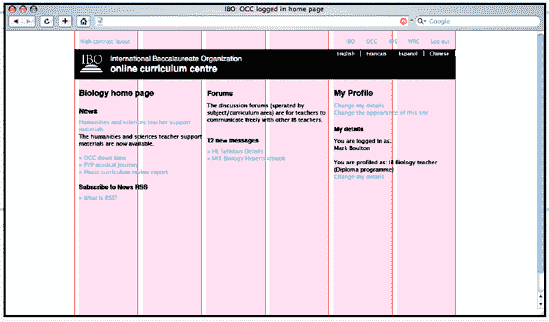 IBO OCC logged in home page
Google
High contrast layout
IBO OCC IBIS WRC Log out
English | Francais Español | Chinese
IBO
International Baccalaureate Organization
online curriculum centre
Biology home page
News
Humanities and sciences teacher support
materials
The humanities and sciences teacher support
materials are now available.
» OCC down time
» PYP musical journey
» Music curriculum review report
Subscribe to News RSS
» What is RSS?
Forums
The discussion forums (sperated by
subject/curriculum area) are for teachers to
communicate freely with other IB teachers.
12 new messages
» HL Syllabus Details
» MIT Biology Hypertextbook
My Profile
Change my details
Change the appearance of this site
My details
You are logged in as:
Mark Boulton
You are profiled as: IB Biology teacher
(Diploma programme)
Change my details